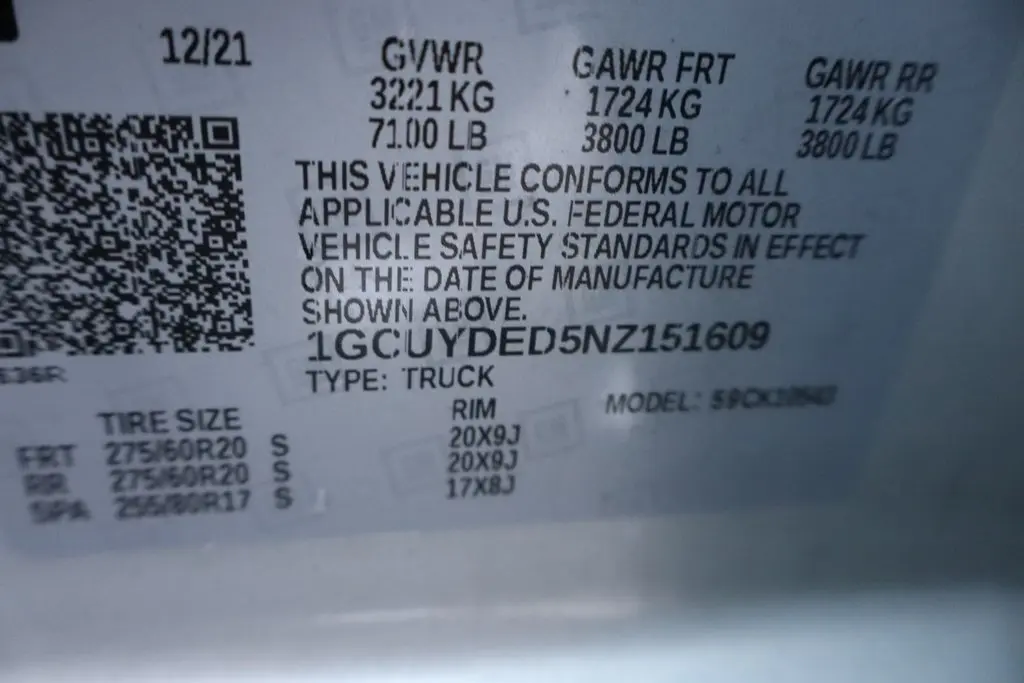 12/21 GVWR GAWR FRT GAWR RR
3221 KG 1724 KG 1724 KG
7100 LB 3800 LB 3800 LB
THIS VEHICLE CONFORMS TO ALL
APPLICABLE U.S. FEDERAL MOTOR
VEHICLE SAFETY STANDARDS IN EFFECT
ON THE DATE OF MANUFACTURE
SHOWN ABOVE.
1GCUYDED5NZ151609
TYPE: TRUCK
TIRE SIZE RIM MODEL:
FRT 275/60R20 S 20X9J
RR 275/60R20 S 20X9J
SPA 255/80R17 S 17X8J